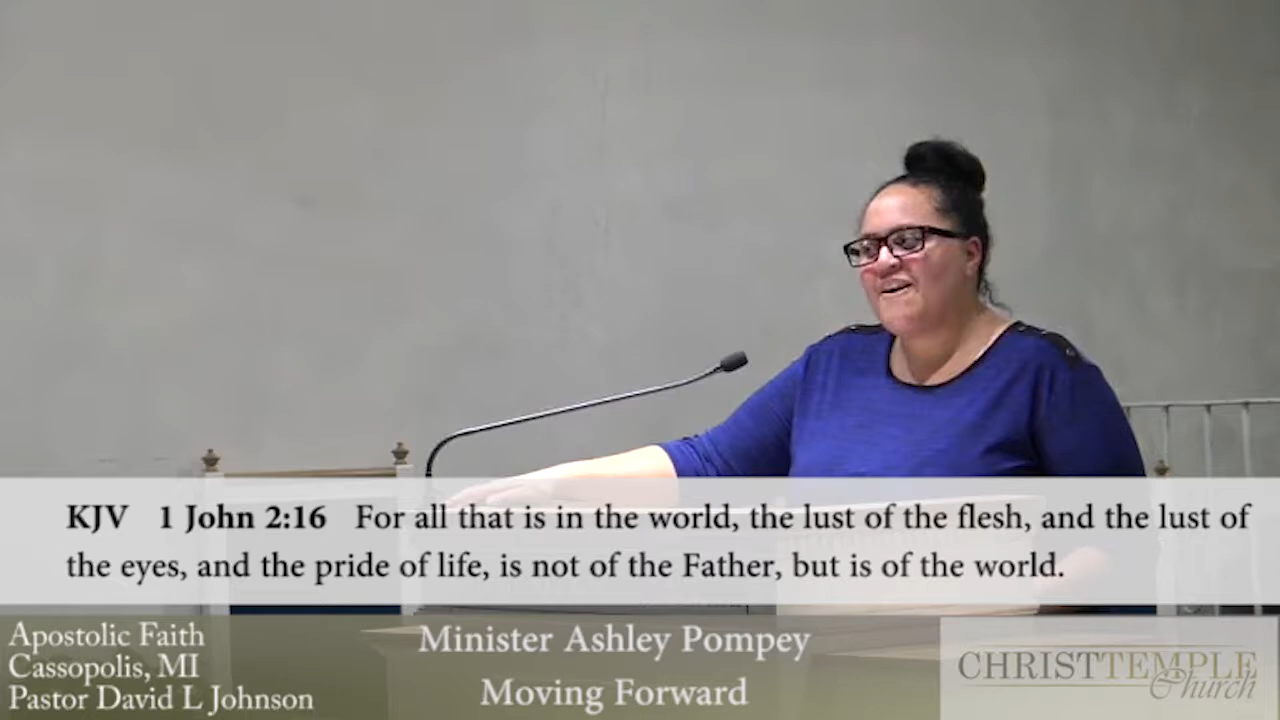 KJV 1 John 2:16 For all that is in the world, the lust of the flesh, and the lust of
the eyes, and the pride of life, is not of the Father, but is of the world.
Apostolic Faith
Cassopolis, MI
Pastor David L Johnson
Minister Ashley Pompey
Moving Forward
CHRISTTEMPLE
Church